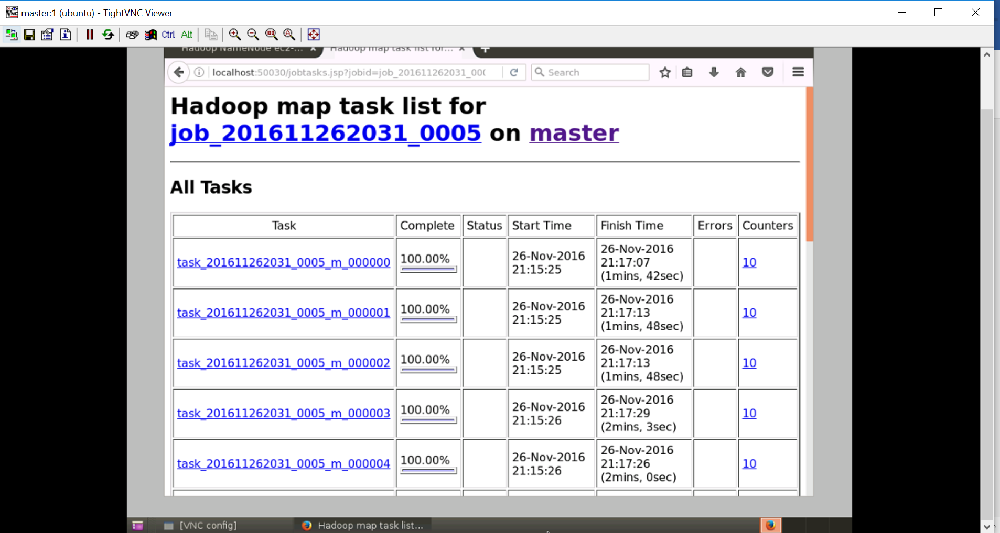 master:1 (ubuntu) - TightVNC Viewer
Ctrl Alt
Hadoop NameNode ec2-... × Hadoop map task list for... × +
localhost:50030/jobtasks.jsp?jobid=job_201611262031_000 Search
Hadoop map task list for
job_201611262031_0005 on master
All Tasks
Task Complete Status Start Time Finish Time Errors Counters
task_201611262031_0005_m_000000 100.00% 26-Nov-2016 21:15:25 26-Nov-2016 21:17:07 (1mins, 42sec) 10
task_201611262031_0005_m_000001 100.00% 26-Nov-2016 21:15:25 26-Nov-2016 21:17:13 (1mins, 48sec) 10
task_201611262031_0005_m_000002 100.00% 26-Nov-2016 21:15:25 26-Nov-2016 21:17:13 (1mins, 48sec) 10
task_201611262031_0005_m_000003 100.00% 26-Nov-2016 21:15:26 26-Nov-2016 21:17:29 (2mins, 3sec) 10
task_201611262031_0005_m_000004 100.00% 26-Nov-2016 21:15:26 26-Nov-2016 21:17:26 (2mins, 0sec) 10
[VNC config] Hadoop map task list...